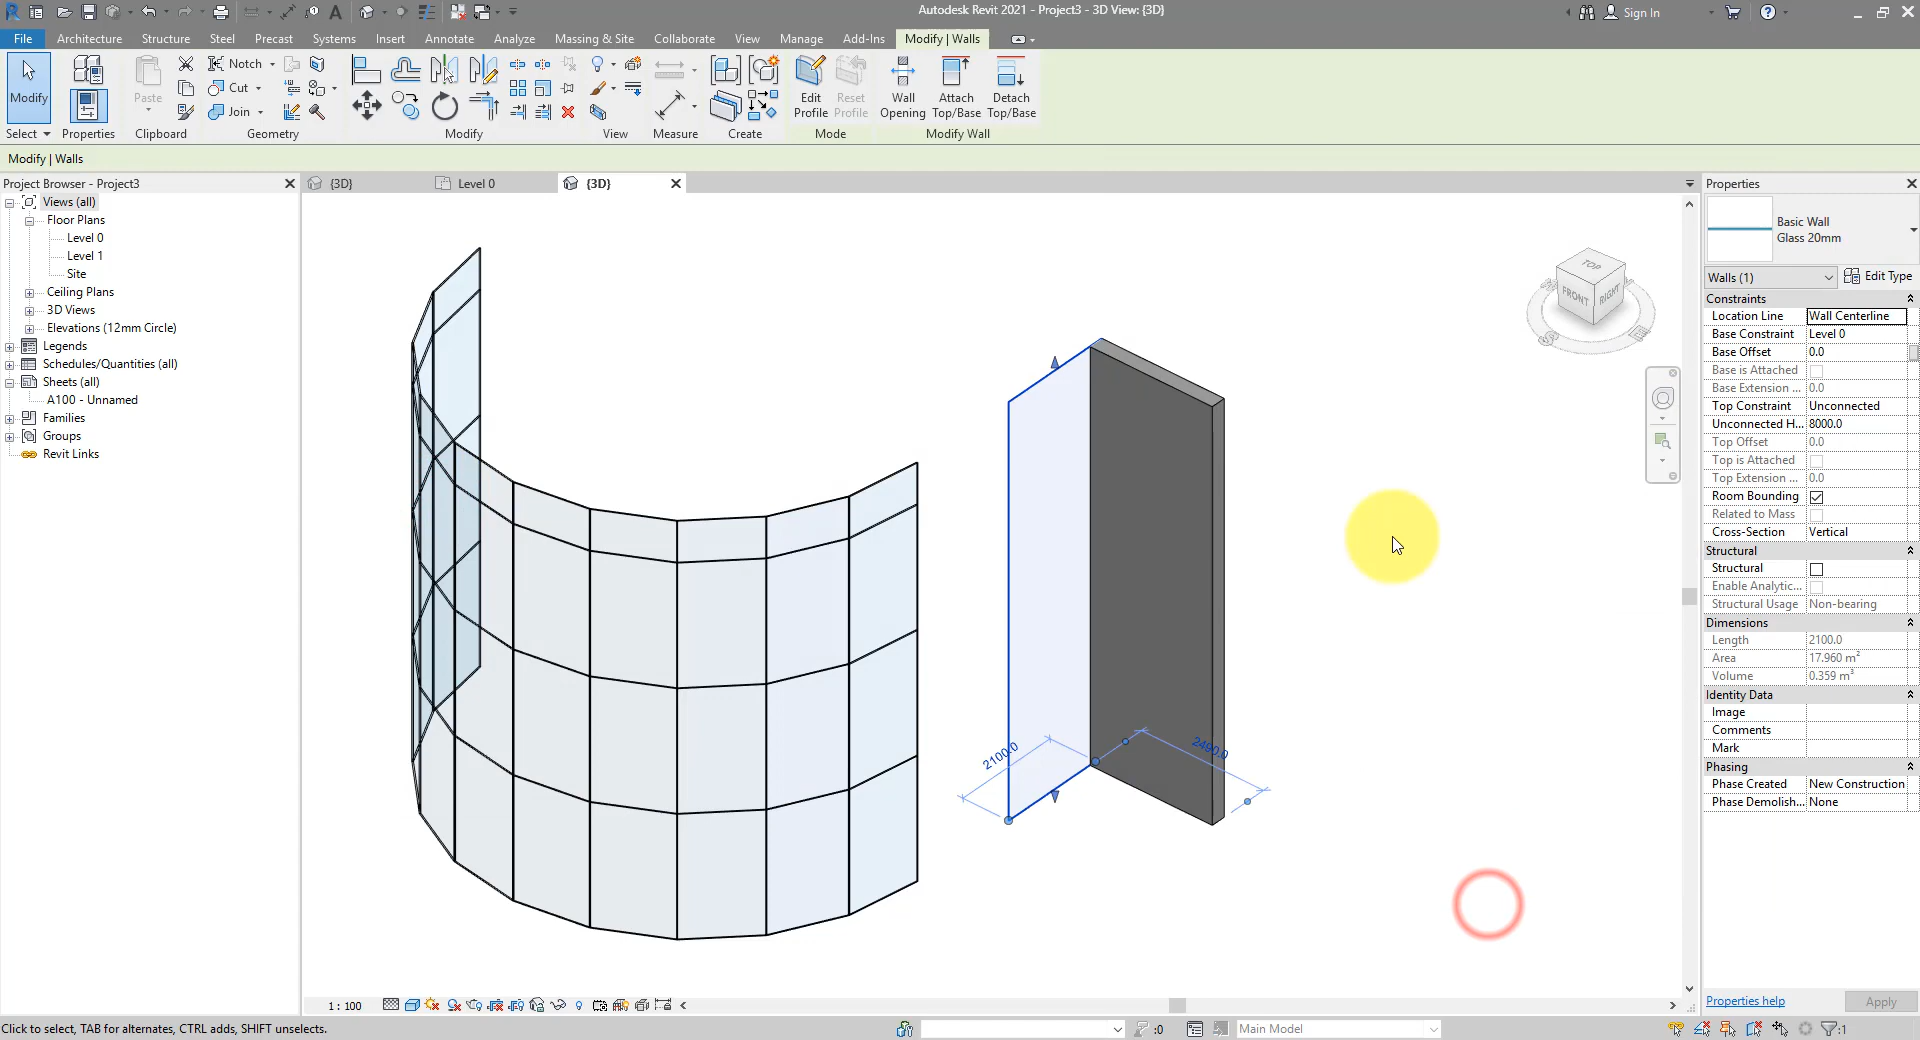 Autodesk Revit 2021 - Project3 - 3D View: {3D}
Sign In
File Architecture Structure Steel Precast Systems Insert Annotate Analyze Massing & Site Collaborate View Manage Add-Ins Modify | Walls
Modify
Paste
Notch
Cut
Join
Edit Profile
Reset Profile
Wall Opening
Attach Top/Base
Detach Top/Base
Select Properties Clipboard Geometry Modify View Measure Create Mode Modify Wall
Modify | Walls
Project Browser - Project3
Views (all)
Floor Plans
Level 0
Level 1
Site
Ceiling Plans
3D Views
Elevations (12mm Circle)
Legends
Schedules/Quantities (all)
Sheets (all)
A100 - Unnamed
Families
Groups
Revit Links
{3D}
Level 0
{3D}
TOP
FRONT
RIGHT
S
E
2100.0
2490.0
1 : 100
Properties
Basic Wall
Glass 20mm
Walls (1)
Edit Type
Constraints
Location Line Wall Centerline
Base Constraint Level 0
Base Offset 0.0
Base is Attached
Base Extension ... 0.0
Top Constraint Unconnected
Unconnected H... 8000.0
Top Offset 0.0
Top is Attached
Top Extension ... 0.0
Room Bounding
Related to Mass
Cross-Section Vertical
Structural
Structural
Enable Analytic...
Structural Usage Non-bearing
Dimensions
Length 2100.0
Area 17.960 m²
Volume 0.359 m³
Identity Data
Image
Comments
Mark
Phasing
Phase Created New Construction
Phase Demolish... None
Properties help
Apply
Click to select, TAB for alternates, CTRL adds, SHIFT unselects.
:0
Main Model
:1